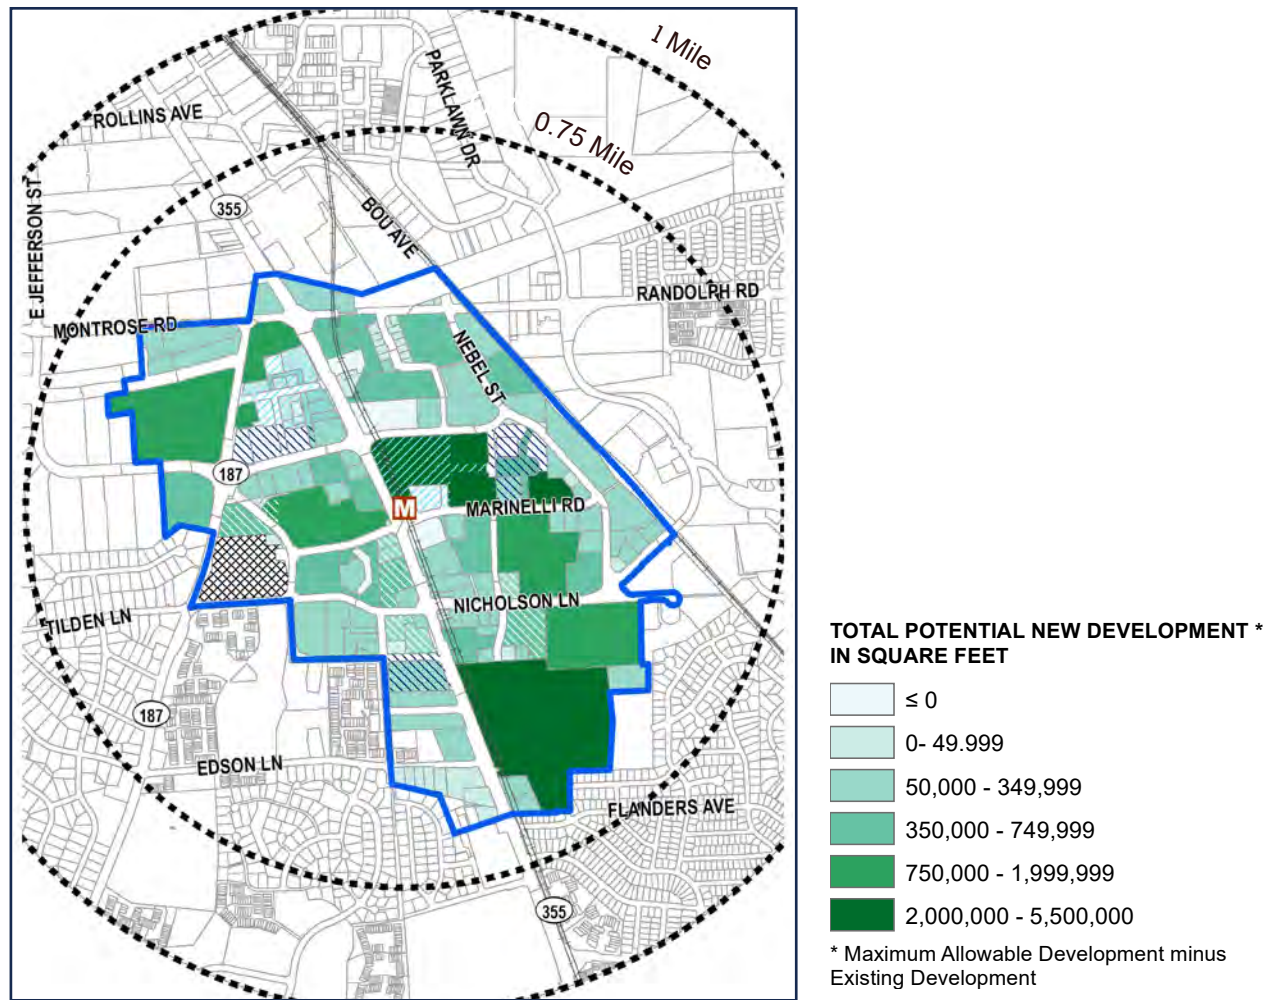 1 Mile
0.75 Mile
PARKLAWN DR
ROLLINS AVE
E JEFFERSON ST
355
BOU AVE
RANDOLPH RD
MONTROSE RD
NEBEL ST
187
M
MARINELLI RD
NICHOLSON LN
TILDEN LN
187
EDSON LN
FLANDERS AVE
355
TOTAL POTENTIAL NEW DEVELOPMENT *
IN SQUARE FEET
≤ 0
0- 49.999
50,000 - 349,999
350,000 - 749,999
750,000 - 1,999,999
2,000,000 - 5,500,000
* Maximum Allowable Development minus
Existing Development